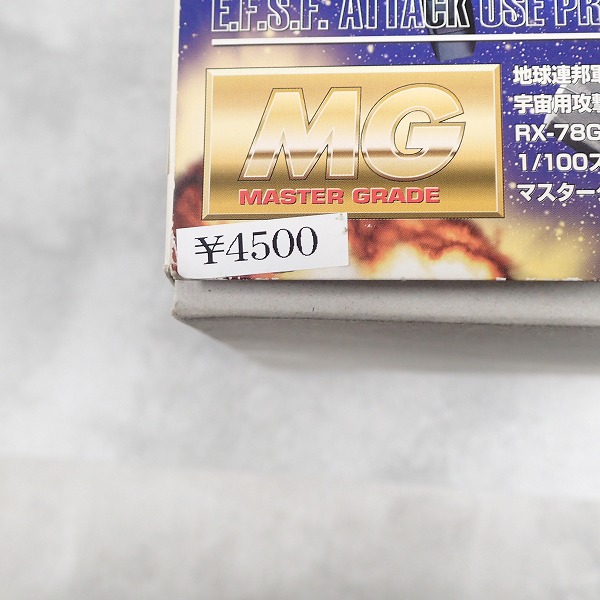 E.F.S.F. ATTACK USE PR
MG
MASTER GRADE
地球連邦
宇宙用攻撃
RX-78G
1/100ス
マスター
¥4500